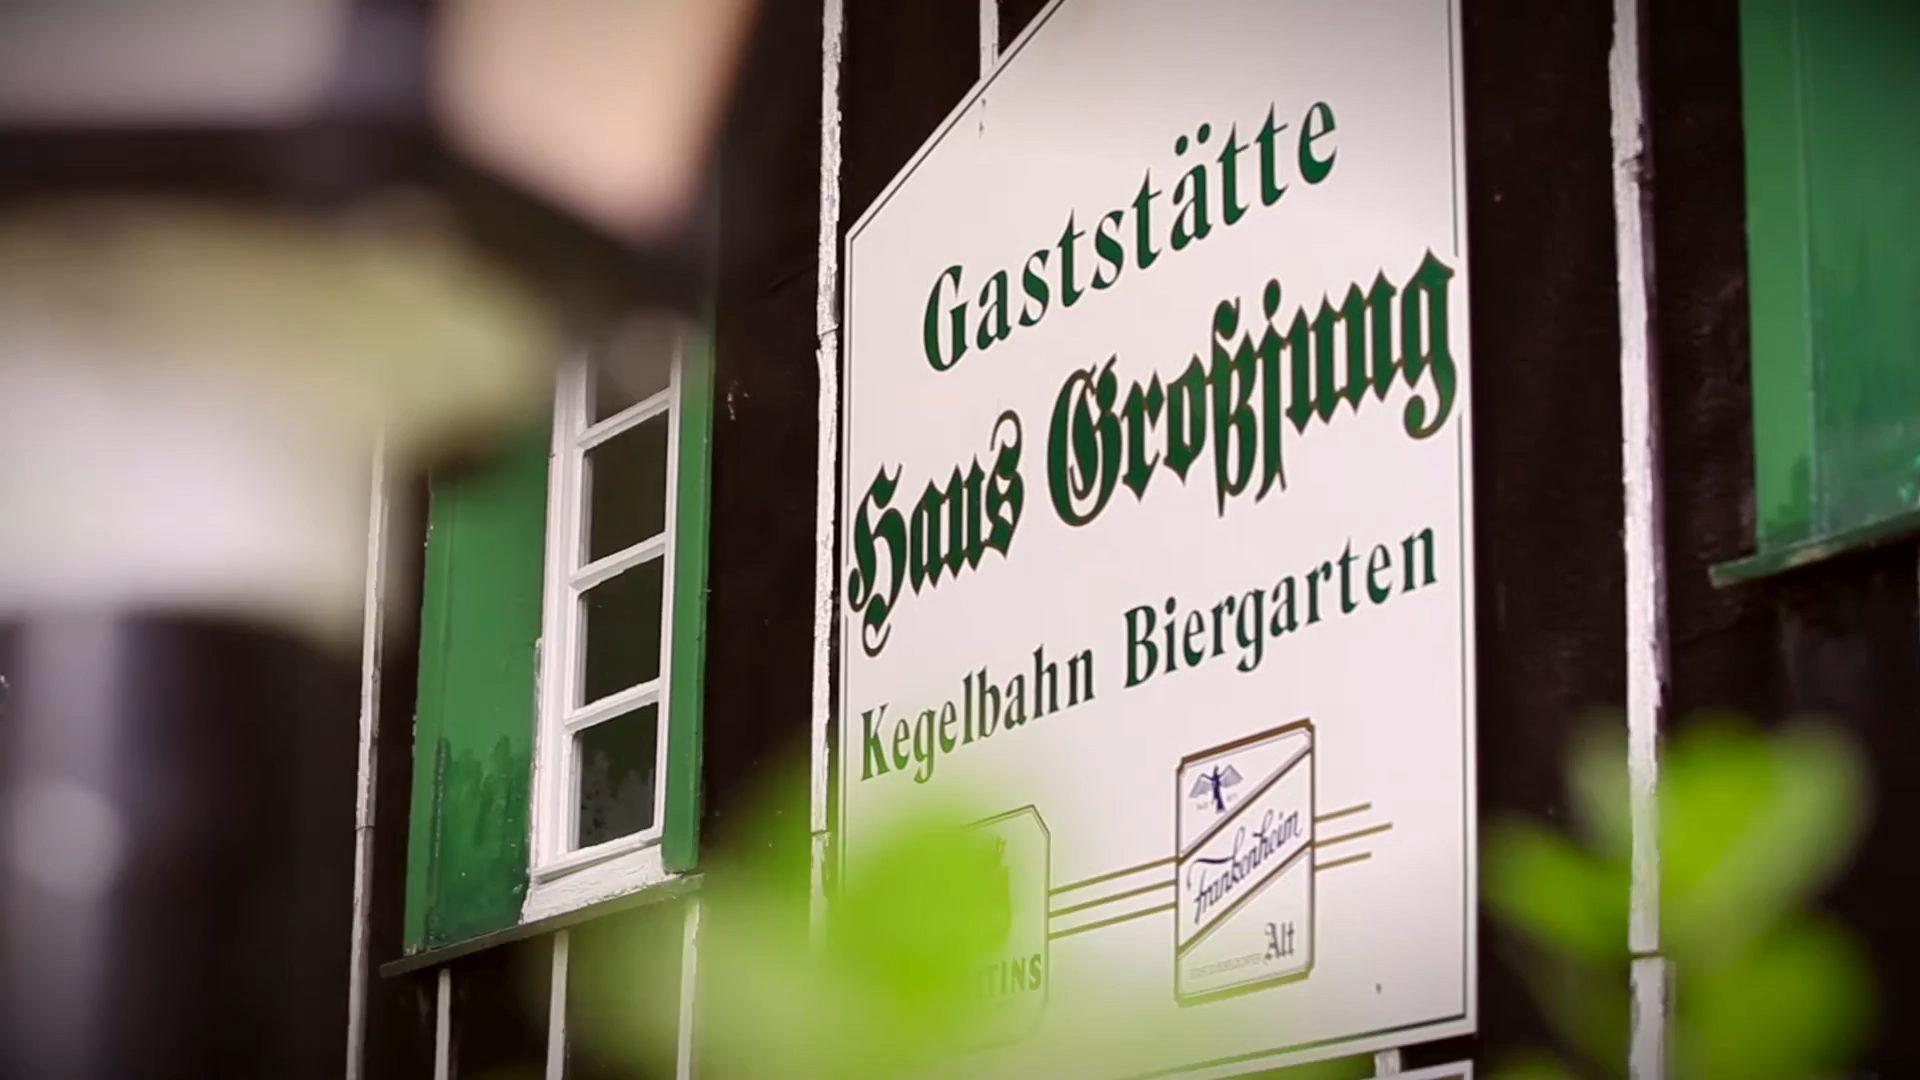 Gaststätte
Haus Großjung
Kegelbahn Biergarten
Frankenheim
Alt